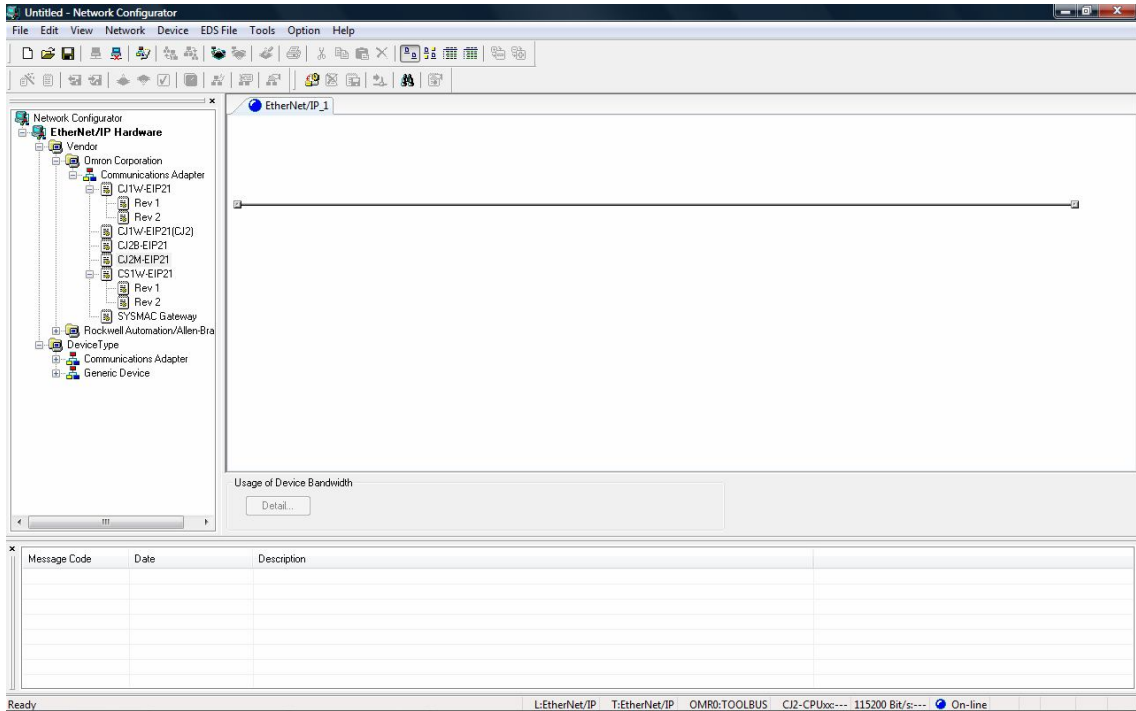 Untitled - Network Configurator
File Edit View Network Device EDS File Tools Option Help
EtherNet/IP_1
Network Configurator
EtherNet/IP Hardware
Vendor
Omron Corporation
Communications Adapter
CJ1W-EIP21
Rev 1
Rev 2
CJ1W-EIP21(CJ2)
CJ2B-EIP21
CJ2M-EIP21
CS1W-EIP21
Rev 1
Rev 2
SYSMAC Gateway
Rockwell Automation/Allen-Bra
DeviceType
Communications Adapter
Generic Device
Usage of Device Bandwidth
Detail...
Message Code Date Description
Ready L:EtherNet/IP T:EtherNet/IP OMR0:TOOLBUS CJ2-CPUxx:--- 115200 Bit/s:--- On-line